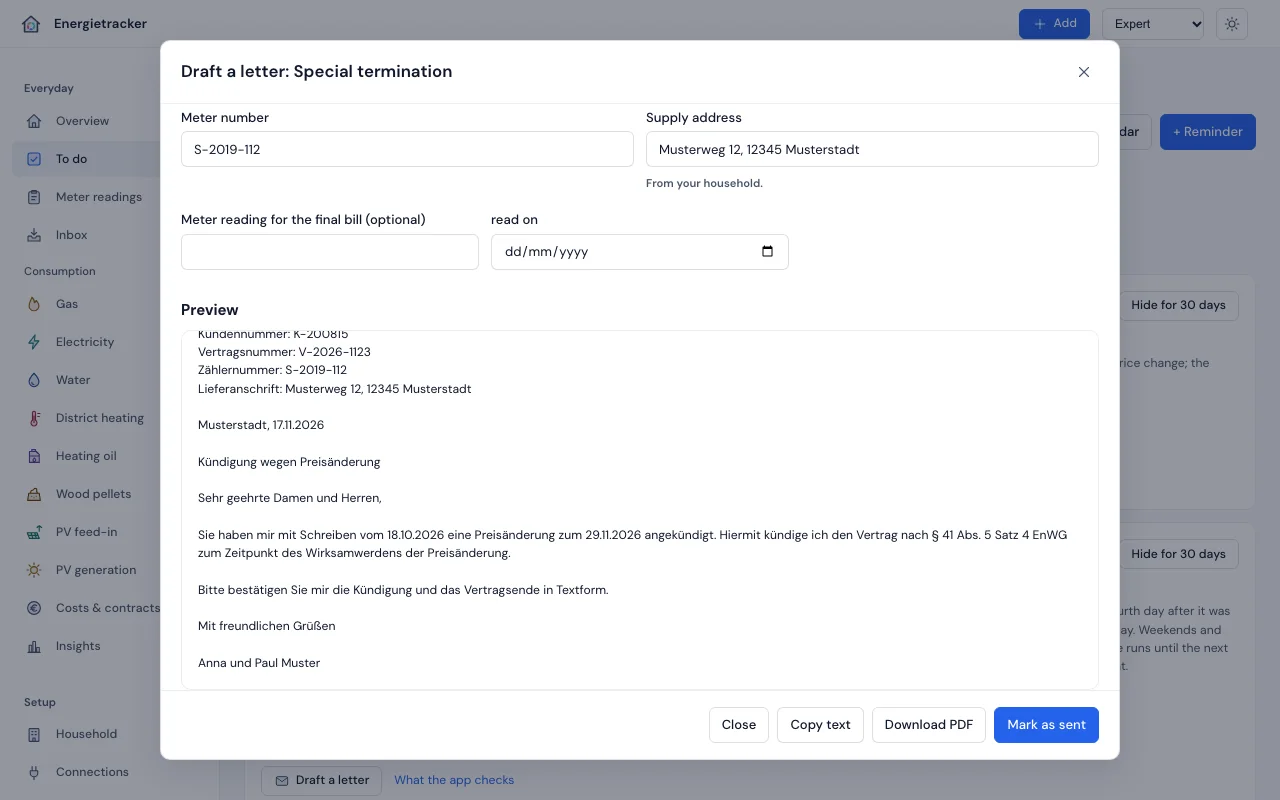 Energietracker
Add
Expert
Everyday
Overview
To do
Meter readings
Inbox
Consumption
Gas
Electricity
Water
District heating
Heating oil
Wood pellets
PV feed-in
PV generation
Costs & contracts
Insights
Setup
Household
Connections
dar
+ Reminder
Hide for 30 days
rice change; the
Hide for 30 days
urth day after it was
ay. Weekends and
e runs until the next
t.
Draft a letter
What the app checks
Draft a letter: Special termination
Meter number
Supply address
S-2019-112
Musterweg 12, 12345 Musterstadt
From your household.
Meter reading for the final bill (optional)
read on
dd/mm/yyyy
Preview
Kundennummer: K-200815
Vertragsnummer: V-2026-1123
Zählernummer: S-2019-112
Lieferanschrift: Musterweg 12, 12345 Musterstadt
Musterstadt, 17.11.2026
Kündigung wegen Preisänderung
Sehr geehrte Damen und Herren,
Sie haben mir mit Schreiben vom 18.10.2026 eine Preisänderung zum 29.11.2026 angekündigt. Hiermit kündige ich den Vertrag nach § 41 Abs. 5 Satz 4 EnWG
zum Zeitpunkt des Wirksamwerdens der Preisänderung.
Bitte bestätigen Sie mir die Kündigung und das Vertragsende in Textform.
Mit freundlichen Grüßen
Anna und Paul Muster
Close
Copy text
Download PDF
Mark as sent